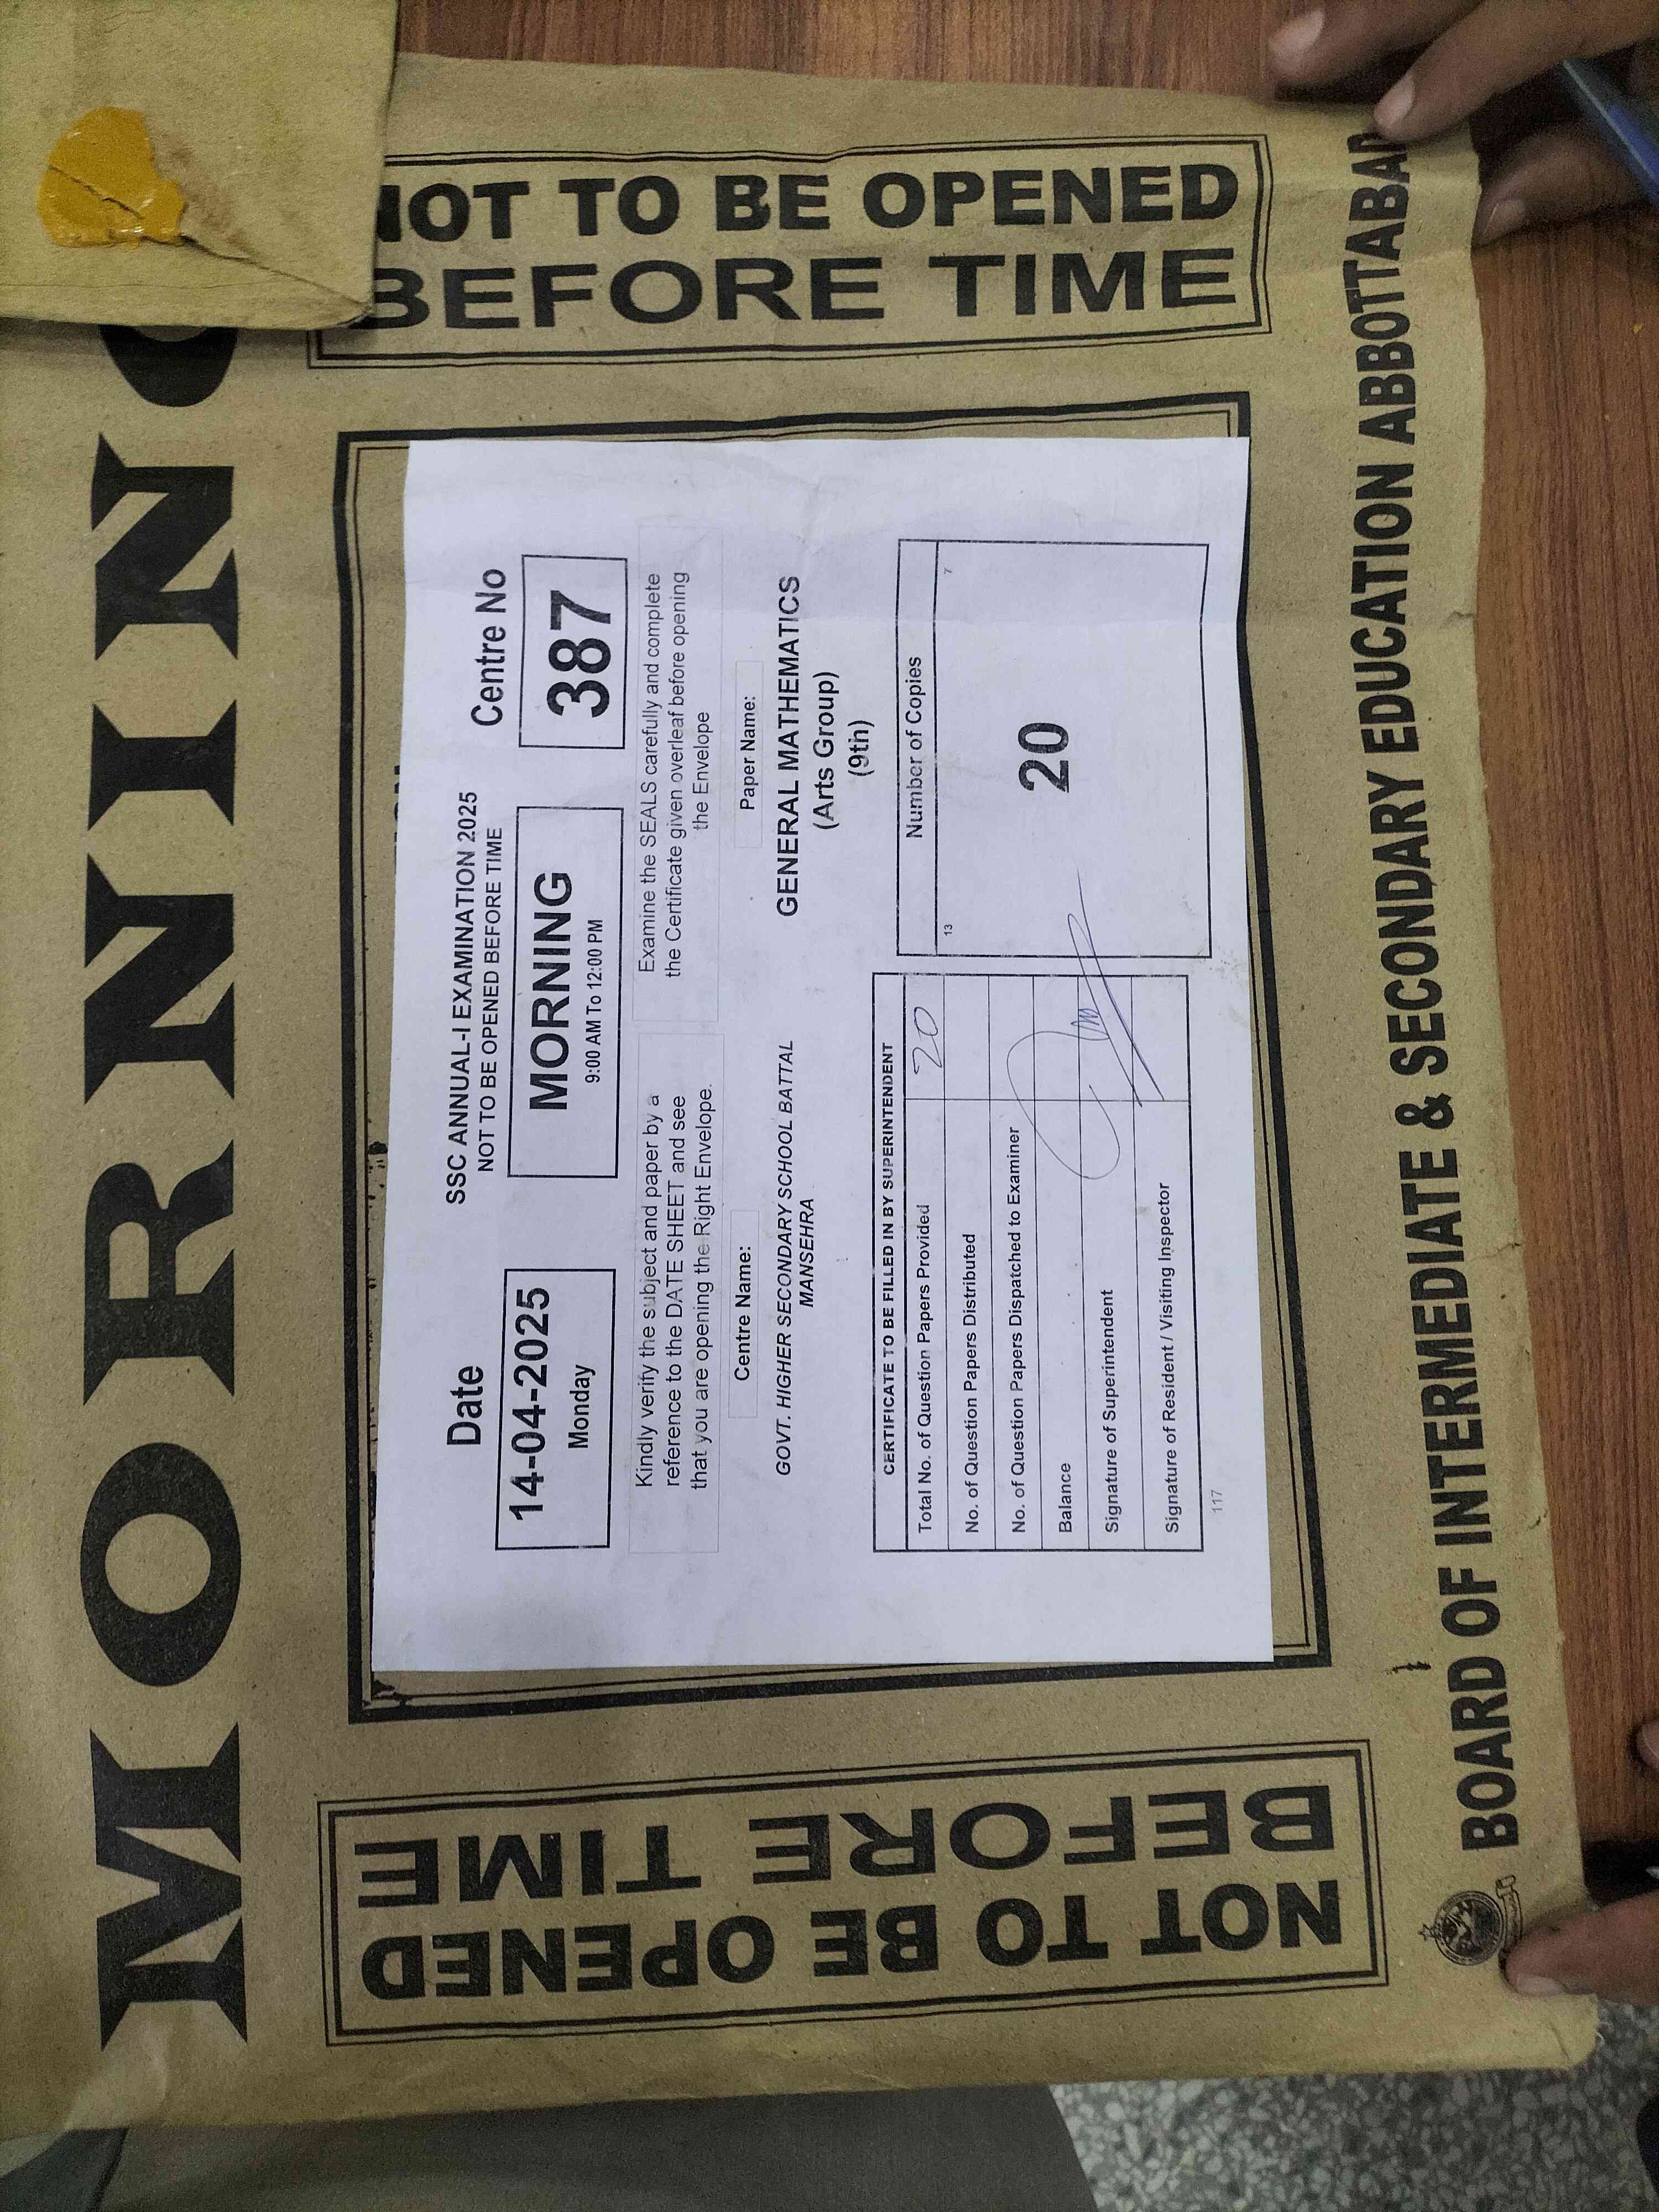 MORNIN
NOT TO BE OPENED
BEFORE TIME
OT TO BE OPENED
BEFORE TIME
SSC ANNUAL-I EXAMINATION 2025
NOT TO BE OPENED BEFORE TIME
Date
14-04-2025
Monday
MORNING
9:00 AM To 12:00 PM
Centre No
387
Kindly verify the subject and paper by a
reference to the DATE SHEET and see
that you are opening the Right Envelope.
Examine the SEALS carefully and complete
the Certificate given overleaf before opening
the Envelope
Centre Name:
GOVT. HIGHER SECONDARY SCHOOL BATTAL
MANSEHRA
Paper Name:
GENERAL MATHEMATICS
(Arts Group)
(9th)
CERTIFICATE TO BE FILLED IN BY SUPERINTENDENT
Total No. of Question Papers Provided 20
No. of Question Papers Distributed
No. of Question Papers Dispatched to Examiner
Balance
Signature of Superintendent
Signature of Resident / Visiting Inspector
117
Number of Copies
13 7
20
BOARD OF INTERMEDIATE & SECONDARY EDUCATION ABBOTTABAD